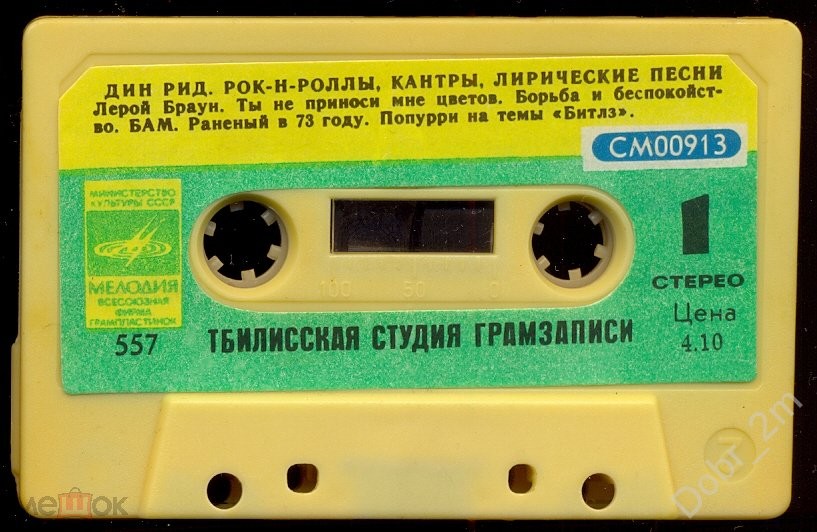 ДИН РИД. РОК-Н-РОЛЛЫ, КАНТРЫ, ЛИРИЧЕСКИЕ ПЕСНИ
Лерой Браун. Ты не приноси мне цветов. Борьба и беспокойст-
во. БАМ. Раненый в 73 году. Попурри на темы «Битлз».
СМ00913
МИНИСТЕРСТВО
КУЛЬТУРЫ СССР
МЕЛОДИЯ
ВСЕСОЮЗНАЯ
ФИРМА
ГРАМПЛАСТИНОК
557
1
СТЕРЕО
Цена
4.10
100 50 0
ТБИЛИССКАЯ СТУДИЯ ГРАМЗАПИСИ
7
Dobr_2m
мешок